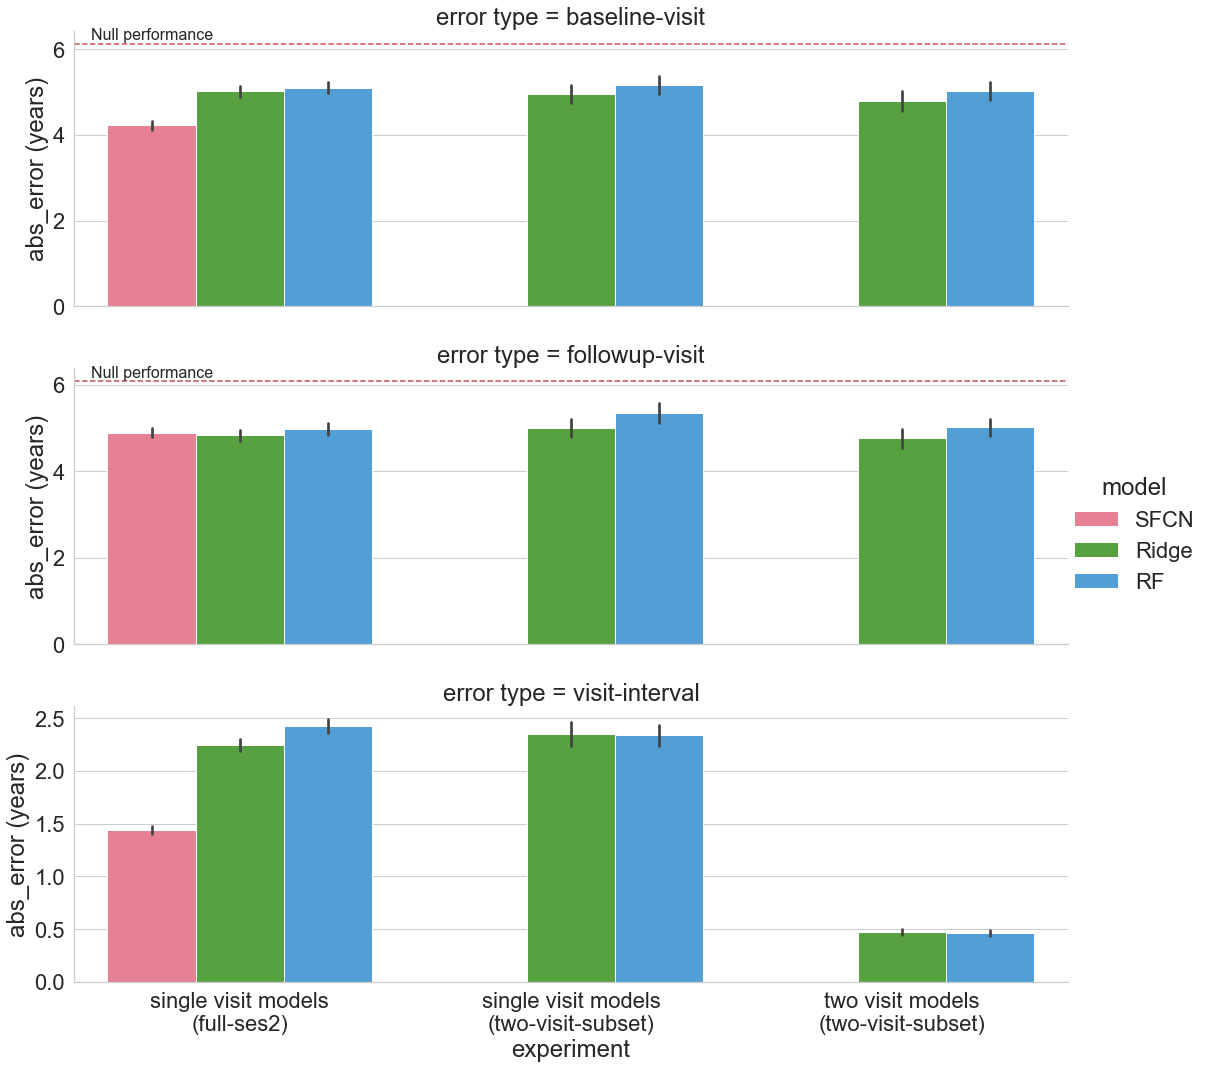 error type = baseline-visit
Null performance
6
4
2
0
abs_error (years)
error type = followup-visit
Null performance
6
4
2
0
abs_error (years)
model
SFCN
Ridge
RF
error type = visit-interval
2.5
2.0
1.5
1.0
0.5
0.0
abs_error (years)
single visit models
(full-ses2)
single visit models
(two-visit-subset)
two visit models
(two-visit-subset)
experiment